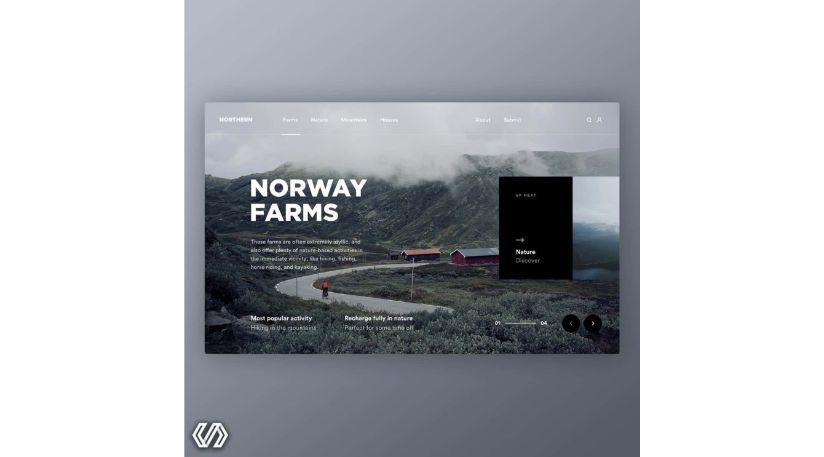 NORTHERN
Farms
Nature
Mountains
Houses
About
Submit
NORWAY
FARMS
UP NEXT
These farms are often extremely idyllic, and
also offer plenty of nature-based activities in
the immediate vicinity, like hiking, fishing,
horse riding, and kayaking.
Nature
Discover
Most popular activity
Hiking in the mountains
Recharge fully in nature
Perfect for some time off
01
04